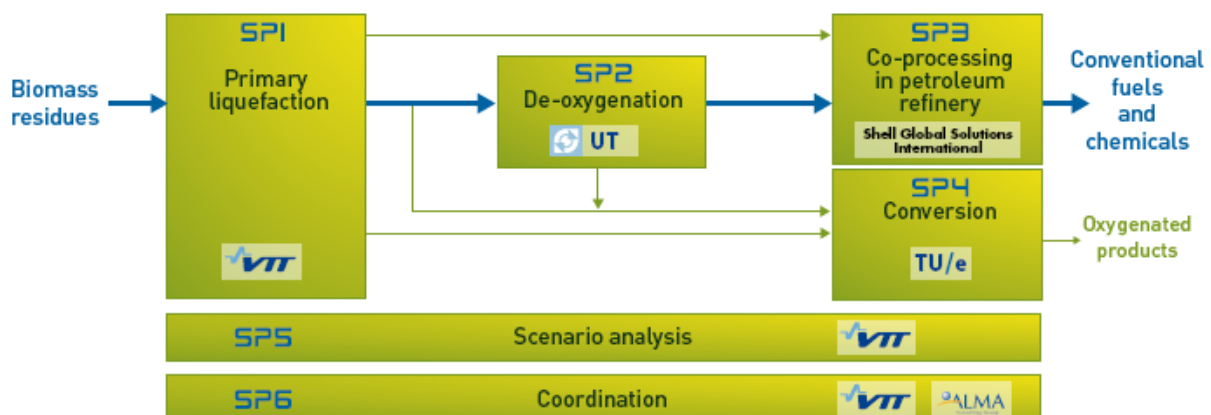 SP1
Primary
liquefaction
VTT
Biomass
residues
SP2
De-oxygenation
UT
SP3
Co-processing
in petroleum
refinery
Shell Global Solutions
International
Conventional
fuels
and
chemicals
SP4
Conversion
TU/e
Oxygenated
products
SP5 Scenario analysis VTT
SP6 Coordination VTT ALMA